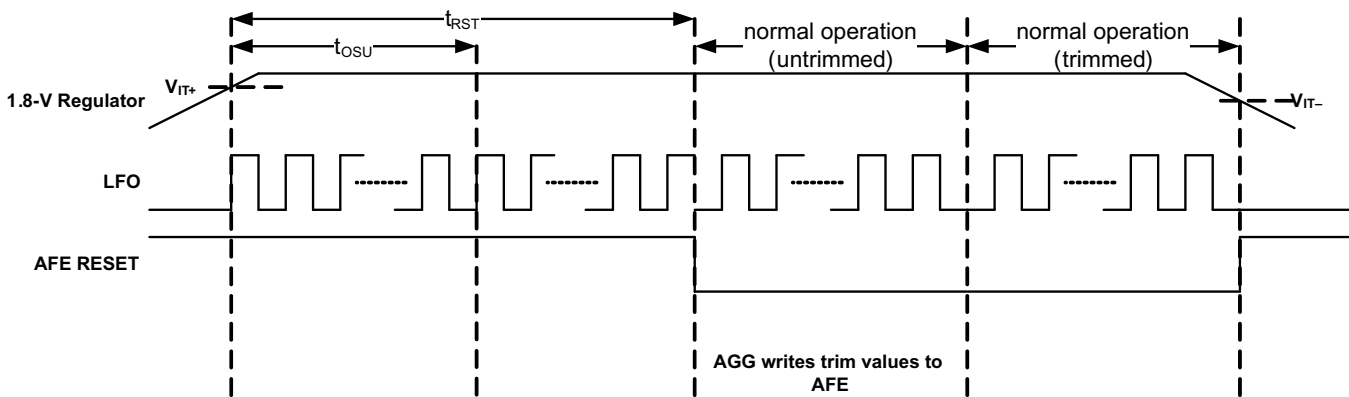 tRST
tOSU
normal operation
(untrimmed)
normal operation
(trimmed)
VIT+
1.8-V Regulator
VIT–
LFO
AFE RESET
AGG writes trim values to
AFE